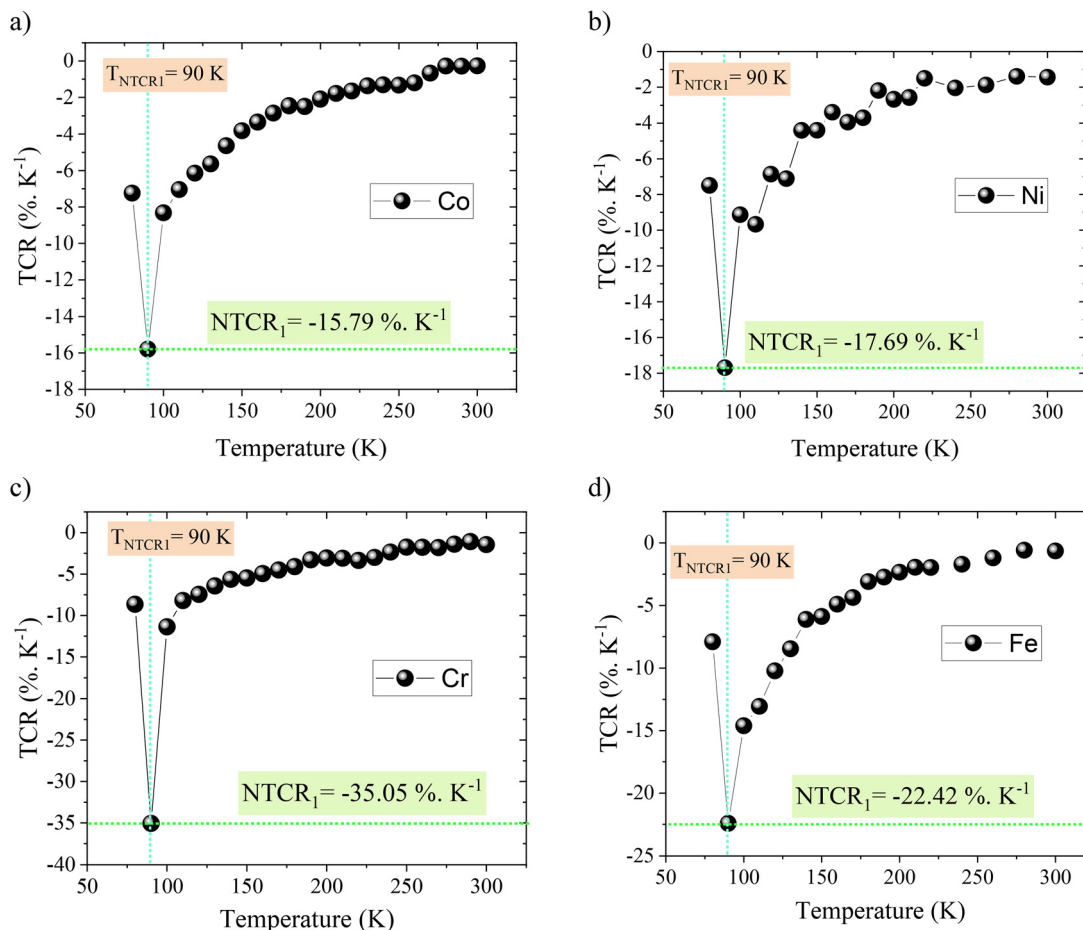 a)
T_NTCR1= 90 K
0
-2
-4
-6
-8
-10
-12
-14
-16
-18
TCR (%. K⁻¹)
Co
NTCR₁= -15.79 %. K⁻¹
50 100 150 200 250 300
Temperature (K)
b)
T_NTCR1= 90 K
0
-2
-4
-6
-8
-10
-12
-14
-16
-18
TCR (%. K⁻¹)
Ni
NTCR₁= -17.69 %. K⁻¹
50 100 150 200 250 300
Temperature (K)
c)
T_NTCR1= 90 K
0
-5
-10
-15
-20
-25
-30
-35
-40
TCR (%. K⁻¹)
Cr
NTCR₁= -35.05 %. K⁻¹
50 100 150 200 250 300
Temperature (K)
d)
T_NTCR1= 90 K
0
-5
-10
-15
-20
-25
TCR (%. K⁻¹)
Fe
NTCR₁= -22.42 %. K⁻¹
50 100 150 200 250 300
Temperature (K)